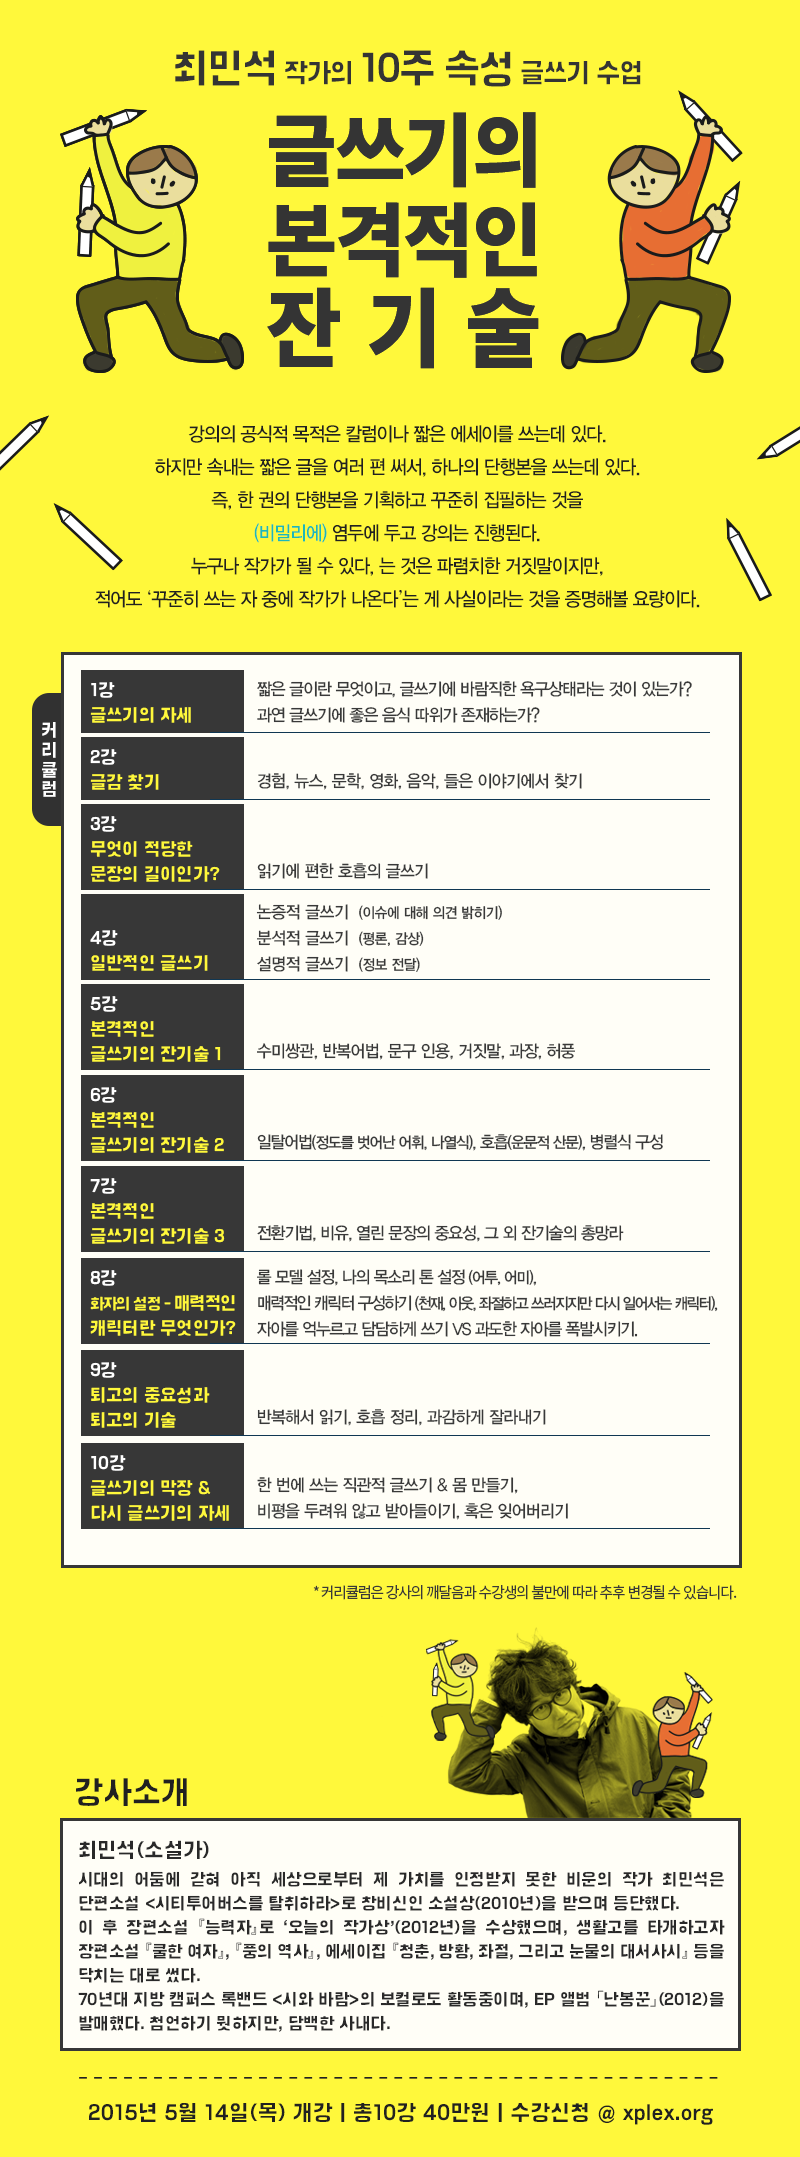 최민석 작가의 10주 속성 글쓰기 수업
글쓰기의
본격적인
잔기술
강의의 공식적 목적은 칼럼이나 짧은 에세이를 쓰는데 있다.
하지만 속내는 짧은 글을 여러 편 써서, 하나의 단행본을 쓰는데 있다.
즉, 한 권의 단행본을 기획하고 꾸준히 집필하는 것을
(비밀리에) 염두에 두고 강의는 진행된다.
누구나 작가가 될 수 있다, 는 것은 파렴치한 거짓말이지만,
적어도 ‘꾸준히 쓰는 자 중에 작가가 나온다’는 게 사실이라는 것을 증명해볼 요량이다.
커리큘럼
1강
글쓰기의 자세
짧은 글이란 무엇이고, 글쓰기에 바람직한 욕구상태라는 것이 있는가?
과연 글쓰기에 좋은 음식 따위가 존재하는가?
2강
글감 찾기
경험, 뉴스, 문학, 영화, 음악, 들은 이야기에서 찾기
3강
무엇이 적당한
문장의 길이인가?
읽기에 편한 호흡의 글쓰기
4강
일반적인 글쓰기
논증적 글쓰기 (이슈에 대해 의견 밝히기)
분석적 글쓰기 (평론, 감상)
설명적 글쓰기 (정보 전달)
5강
본격적인
글쓰기의 잔기술 1
수미쌍관, 반복어법, 문구 인용, 거짓말, 과장, 허풍
6강
본격적인
글쓰기의 잔기술 2
일탈어법(정도를 벗어난 어휘, 나열식), 호흡(운문적 산문), 병렬식 구성
7강
본격적인
글쓰기의 잔기술 3
전환기법, 비유, 열린 문장의 중요성, 그 외 잔기술의 총망라
8강
화자의 설정 - 매력적인
캐릭터란 무엇인가?
롤 모델 설정, 나의 목소리 톤 설정 (어투, 어미),
매력적인 캐릭터 구성하기 (천재, 이웃, 좌절하고 쓰러지지만 다시 일어서는 캐릭터),
자아를 억누르고 담담하게 쓰기 VS 과도한 자아를 폭발시키기.
9강
퇴고의 중요성과
퇴고의 기술
반복해서 읽기, 호흡 정리, 과감하게 잘라내기
10강
글쓰기의 막장 &
다시 글쓰기의 자세
한 번에 쓰는 직관적 글쓰기 & 몸 만들기,
비평을 두려워 않고 받아들이기, 혹은 잊어버리기
* 커리큘럼은 강사의 깨달음과 수강생의 불만에 따라 추후 변경될 수 있습니다.
강사소개
최민석(소설가)
시대의 어둠에 갇혀 아직 세상으로부터 제 가치를 인정받지 못한 비운의 작가 최민석은
단편소설 <시티투어버스를 탈취하라>로 창비신인 소설상(2010년)을 받으며 등단했다.
이 후 장편소설 『능력자』로 ‘오늘의 작가상’(2012년)을 수상했으며, 생활고를 타개하고자
장편소설 『쿨한 여자』, 『풍의 역사』, 에세이집 『청춘, 방황, 좌절, 그리고 눈물의 대서사시』 등을
닥치는 대로 썼다.
70년대 지방 캠퍼스 록밴드 <시와 바람>의 보컬로도 활동중이며, EP 앨범 「난봉꾼」(2012)을
발매했다. 첨언하기 뭣하지만, 담백한 사내다.
2015년 5월 14일(목) 개강 | 총10강 40만원 | 수강신청 @ xplex.org